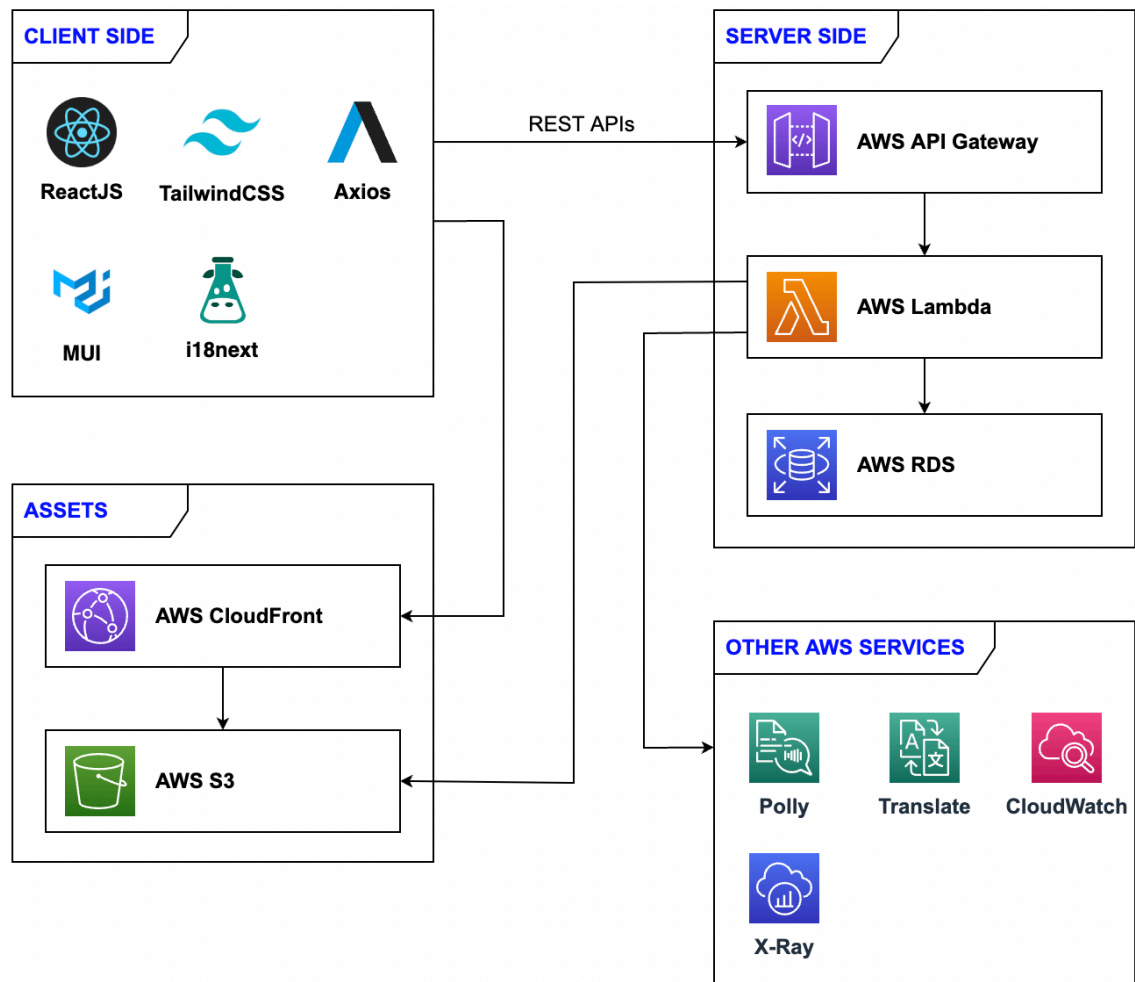 CLIENT SIDE
ReactJS
TailwindCSS
Axios
MUI
i18next
REST APIs
SERVER SIDE
AWS API Gateway
AWS Lambda
AWS RDS
ASSETS
AWS CloudFront
AWS S3
OTHER AWS SERVICES
Polly
A
文
Translate
CloudWatch
X-Ray